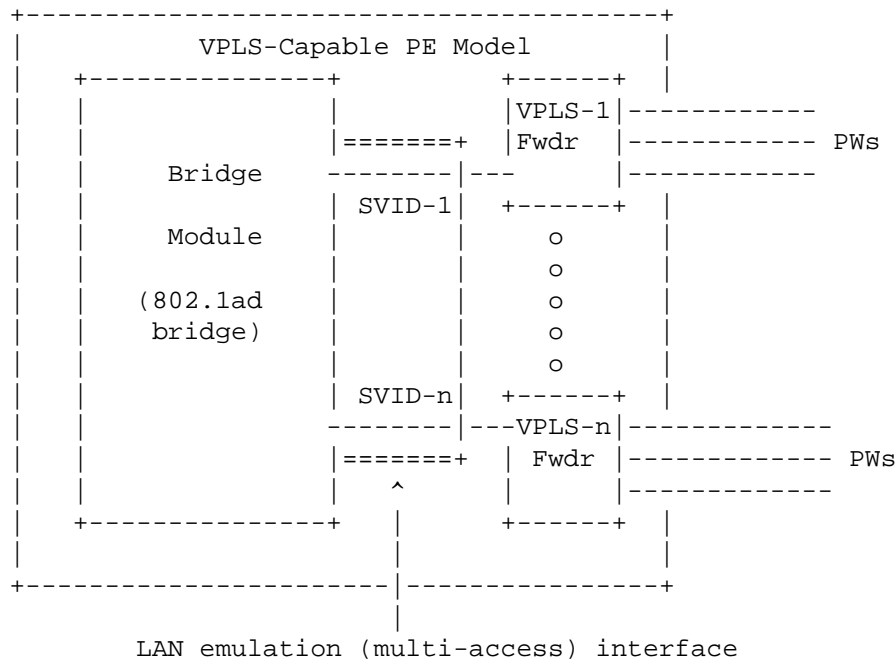 VPLS-Capable PE Model
VPLS-1
Fwdr PWs
Bridge
SVID-1
Module o
o
(802.1ad o
bridge) o
o
SVID-n
VPLS-n
Fwdr PWs
^
LAN emulation (multi-access) interface